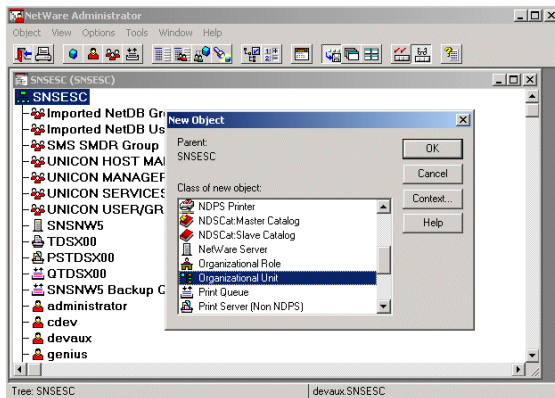 NetWare Administrator
Object View Options Tools Window Help
SNSESC (SNSESC)
SNSESC
Imported NetDB Gr
Imported NetDB Us
SMS SMDR Group
UNICON HOST MA
UNICON MANAGER
UNICON SERVICES
UNICON USER/GR
SNSNW5
TDSX00
PSTDSX00
QTDSX00
SNSNW5 Backup Q
administrator
cdev
devaux
genius
New Object
Parent:
SNSESC
Class of new object:
NDPS Printer
NDSCat:Master Catalog
NDSCat:Slave Catalog
NetWare Server
Organizational Role
Organizational Unit
Print Queue
Print Server (Non NDPS)
OK
Cancel
Context...
Help
Tree: SNSESC
devaux.SNSESC